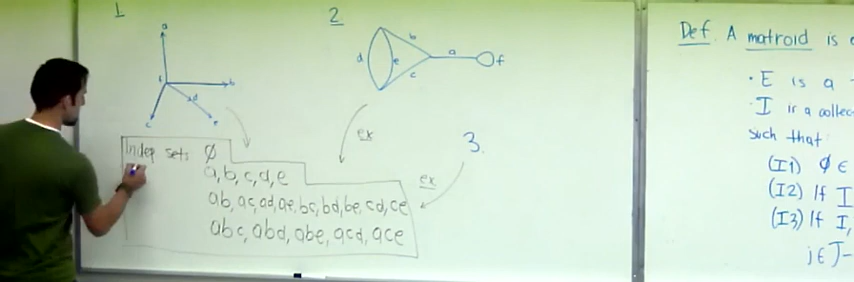 1
a
b
c
d
e
f
2
b
d
e
a
f
c
ex
3.
ex
Indep sets ∅
a,b,c,d,e
ab,ac,ad,ae,bc,bd,be,cd,ce
abc,abd,abe,acd,ace
Def. A matroid is
• E is a
• I is a collec
such that:
(I1) ∅ ∈
(I2) If I
(I3) If I,
j∈J-